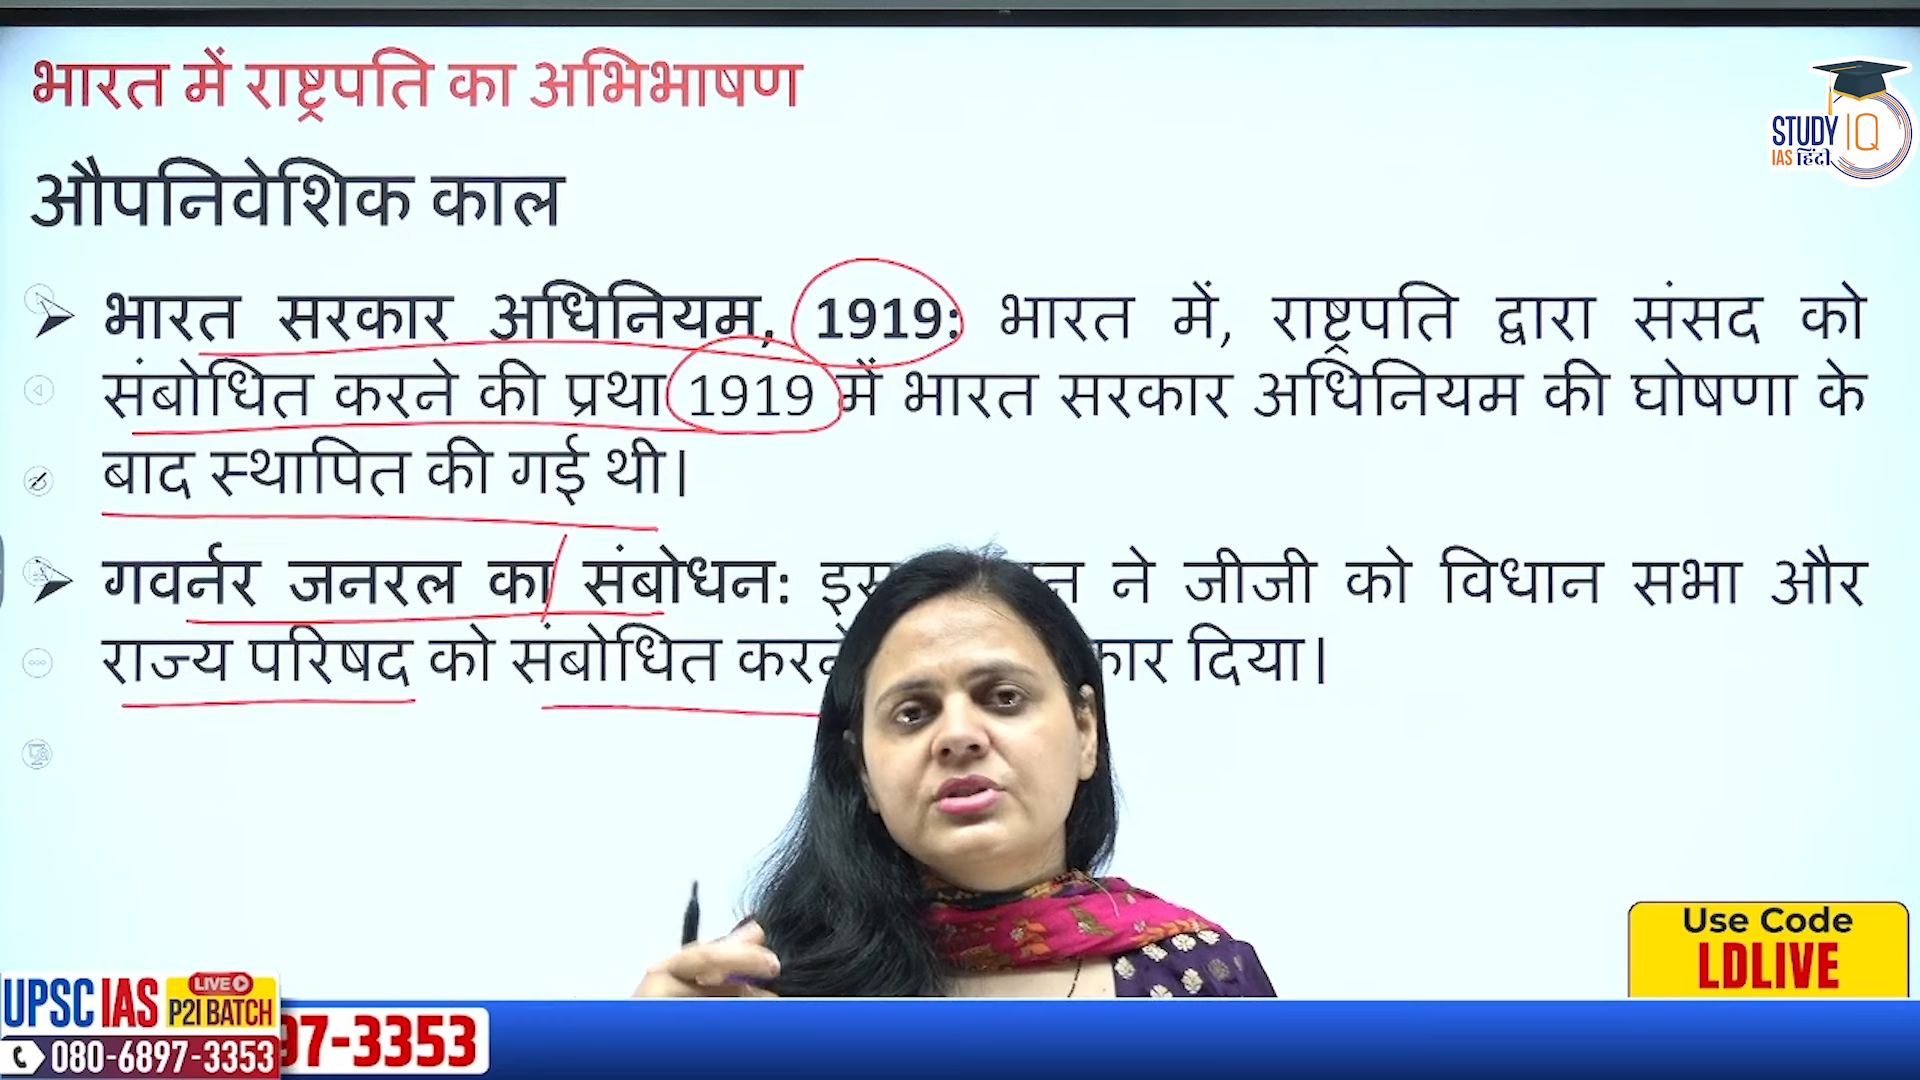 भारत में राष्ट्रपति का अभिभाषण
STUDY IQ
IAS हिंदी
औपनिवेशिक काल
भारत सरकार अधिनियम, 1919: भारत में, राष्ट्रपति द्वारा संसद को
संबोधित करने की प्रथा 1919 में भारत सरकार अधिनियम की घोषणा के
बाद स्थापित की गई थी।
गवर्नर जनरल का संबोधन: ने जीजी को विधान सभा और
राज्य परिषद को संबोधित दिया।
Use Code
LDLIVE
UPSC IAS LIVE P2I BATCH
080-6897-3353
97-3353